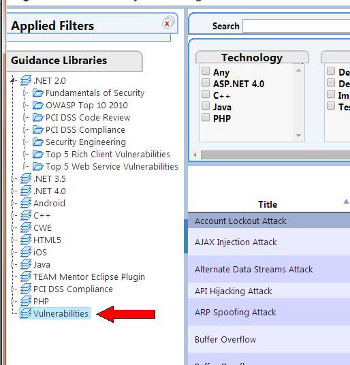 Applied Filters
Guidance Libraries
.NET 2.0
Fundamentals of Security
OWASP Top 10 2010
PCI DSS Code Review
PCI DSS Compliance
Security Engineering
Top 5 Rich Client Vulnerabilities
Top 5 Web Service Vulnerabilities
.NET 3.5
.NET 4.0
Android
C++
CWE
HTML5
iOS
Java
TEAM Mentor Eclipse Plugin
PCI DSS Compliance
PHP
Vulnerabilities
Search
Technology
Any
ASP.NET 4.0
C++
Java
PHP
De
De
Im
Tes
Title
Account Lockout Attack
AJAX Injection Attack
Alternate Data Streams Attack
API Hijacking Attack
ARP Spoofing Attack
Buffer Overflow